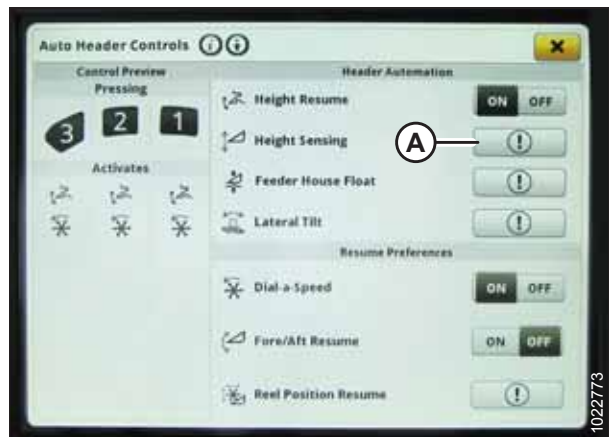 Auto Header Controls
Control Preview
Pressing
3 2 1
Activates
Header Automation
Height Resume ON OFF
Height Sensing
A
Feeder House Float
Lateral Tilt
Resume Preferences
Dial-a-Speed ON OFF
Fore/Aft Resume ON OFF
Reel Position Resume
1022773